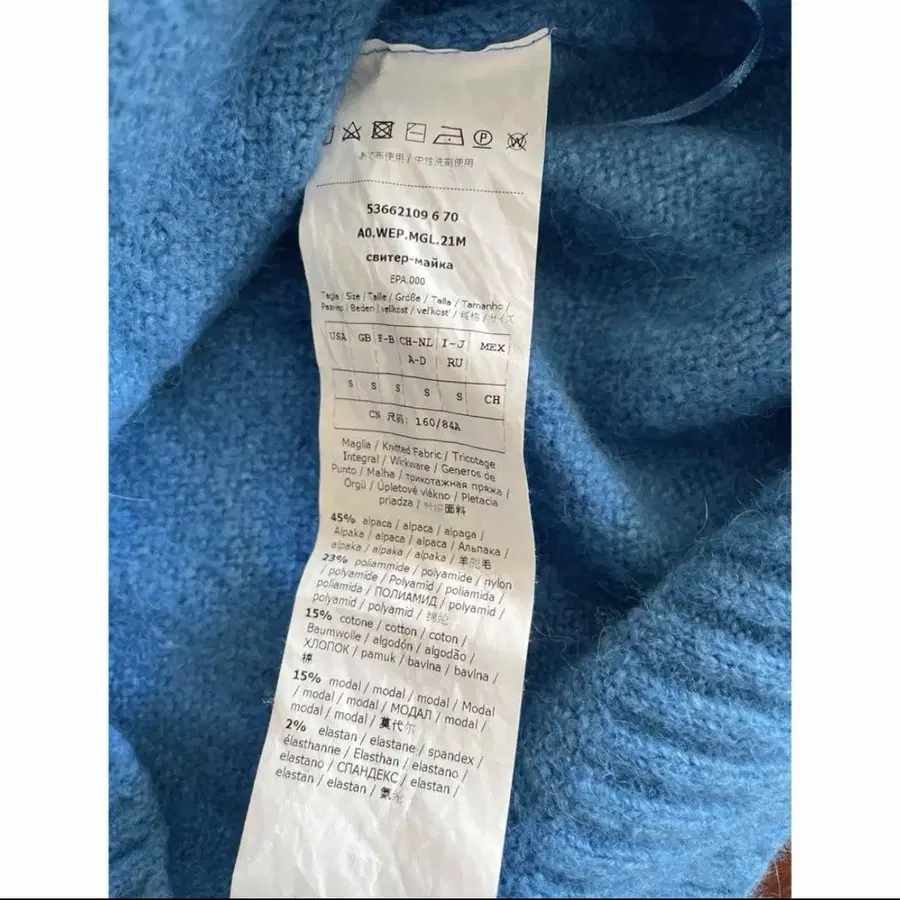 あて布使用 / 中性洗剤使用
53662109 6 70
A0.WEP.MGL.21M
свитер-майка
EPA.000
Taglia / Size / Taille / Größe / Talla / Tamanho /
Размер / Beden / velikost / veľkosť / 规格 / サイズ
USA GB F-B CH-NL I-J MEX
A-D RU
S S S S S CH
CN 尺码: 160/84A
Maglia / Knitted Fabric / Tricotage
Integral / Wirkware / Generos de
Punto / Malha / трикотажная пряжа /
Orgü / Úpletové vlákno / Pletacia
priadza / 针织面料
45% alpaca / alpaca / alpaga /
Alpaka / alpaca / alpaca / Альпака /
alpaka / alpaka / alpaka / 羊驼毛
23% poliammide / polyamide / nylon
/ polyamide / Polyamid / poliamida /
poliamida / ПОЛИАМИД / polyamid /
polyamid / polyamid / 锦纶
15% cotone / cotton / coton /
Baumwolle / algodón / algodão /
ХЛОПОК / pamuk / bavlna / bavlna /
棉
15% modal / modal / modal / Modal
/ modal / modal / МОДАЛ / modal /
modal / modal / 莫代尔
2% elastan / elastane / spandex /
élasthanne / Elasthan / elastano /
elastano / СПАНДЕКС / elastan /
elastan / elastan / 氨纶